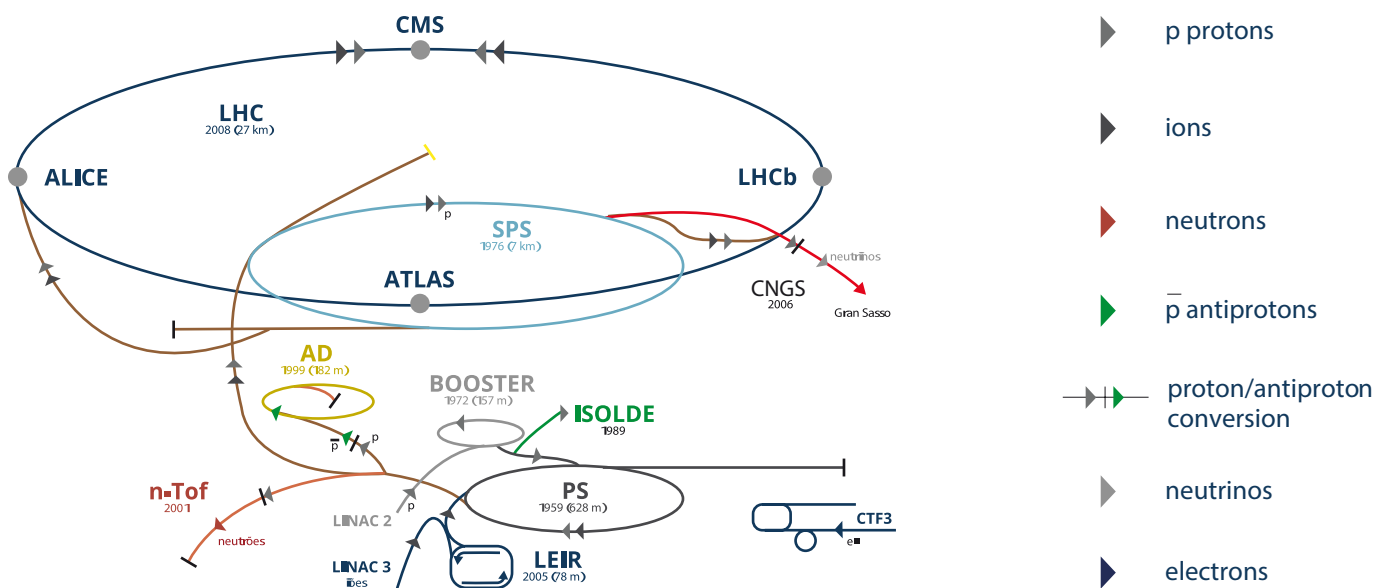 CMS
LHC
2008 (27 km)
ALICE
LHCb
p
SPS
1976 (7 km)
neutrinos
ATLAS
CNGS
2006
Gran Sasso
AD
1999 (182 m)
BOOSTER
1972 (157 m)
ISOLDE
1989
p
p̅
n-Tof
2001
neutrões
LINAC 2
p
PS
1959 (628 m)
LINAC 3
iões
LEIR
2005 (78 m)
CTF3
e-
p protons
ions
neutrons
p̅ antiprotons
proton/antiproton
conversion
neutrinos
electrons